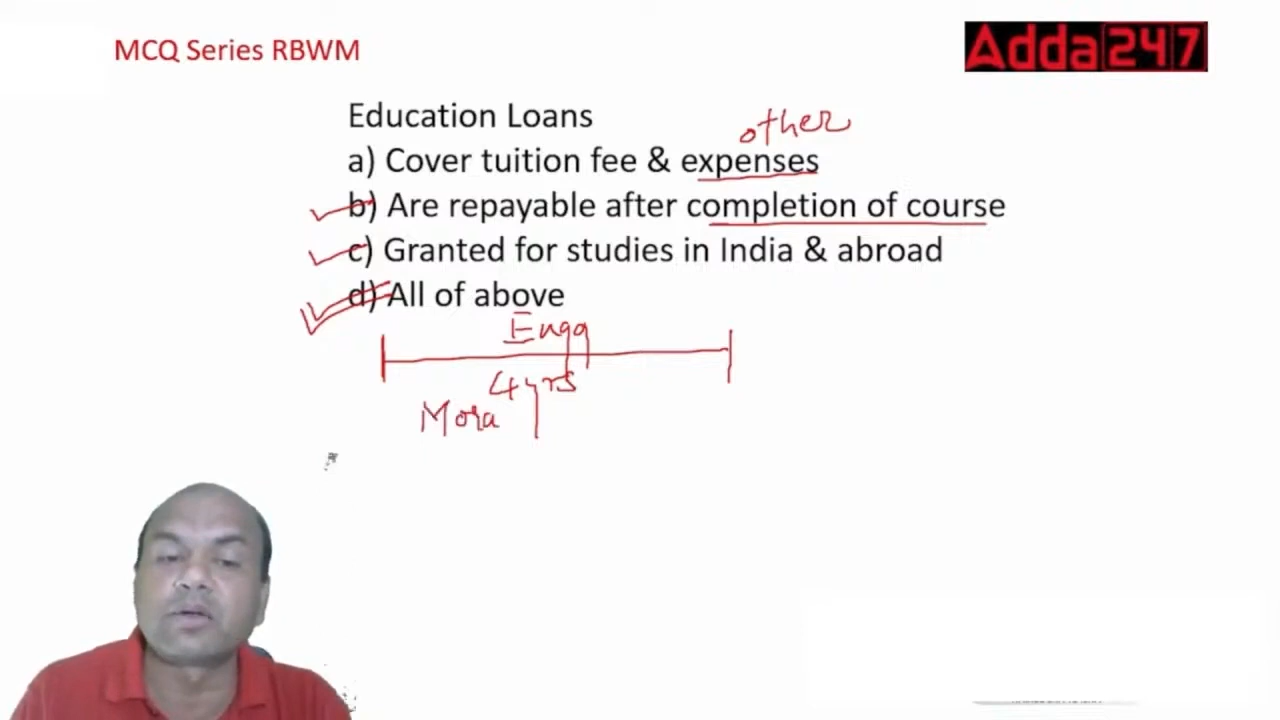 MCQ Series RBWM
Adda247
Education Loans
other
a) Cover tuition fee & expenses
b) Are repayable after completion of course
c) Granted for studies in India & abroad
d) All of above
Engg
4yrs
Mora